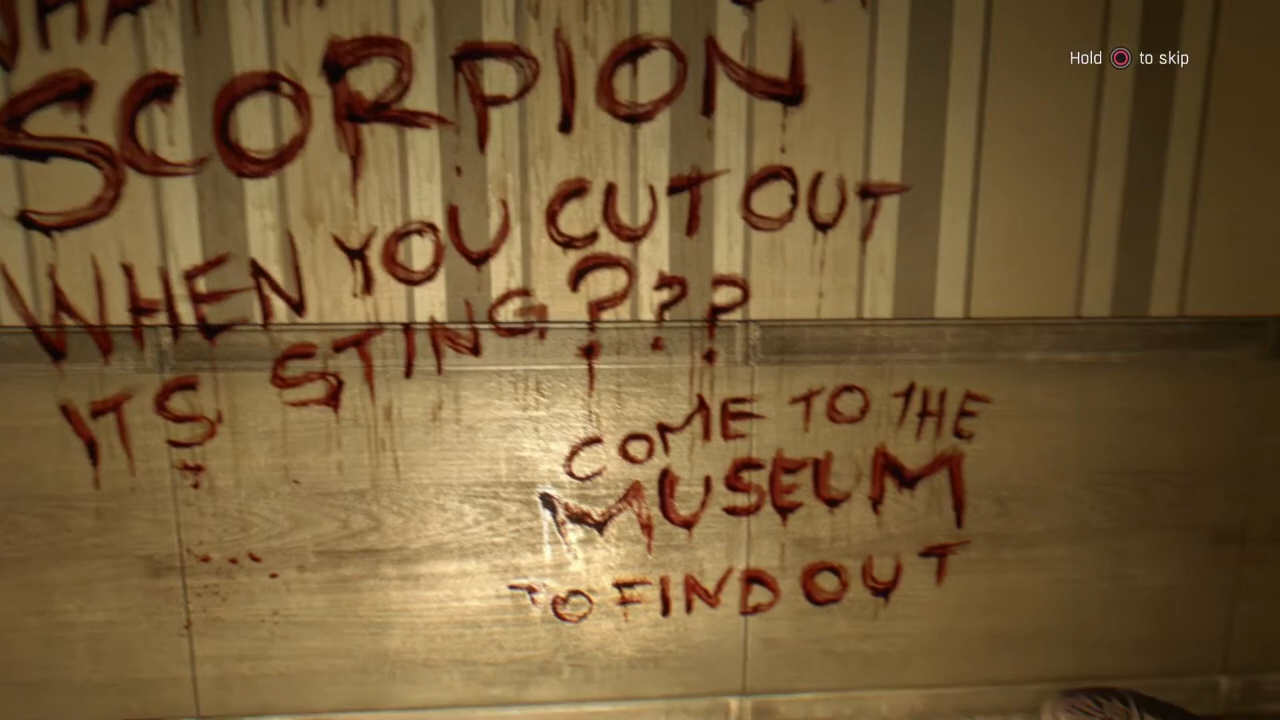 SCORPION
WHEN YOU CUT OUT
ITS STING???
COME TO THE
MUSEUM
TO FIND OUT
Hold to skip